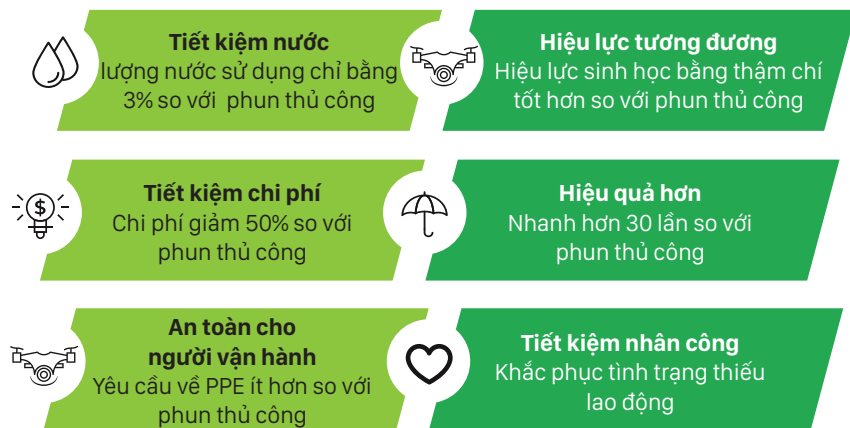 Tiết kiệm nước
lượng nước sử dụng chỉ bằng
3% so với phun thủ công
Hiệu lực tương đương
Hiệu lực sinh học bằng thậm chí
tốt hơn so với phun thủ công
Tiết kiệm chi phí
Chi phí giảm 50% so với
phun thủ công
Hiệu quả hơn
Nhanh hơn 30 lần so với
phun thủ công
An toàn cho
người vận hành
Yêu cầu về PPE ít hơn so với
phun thủ công
Tiết kiệm nhân công
Khắc phục tình trạng thiếu
lao động